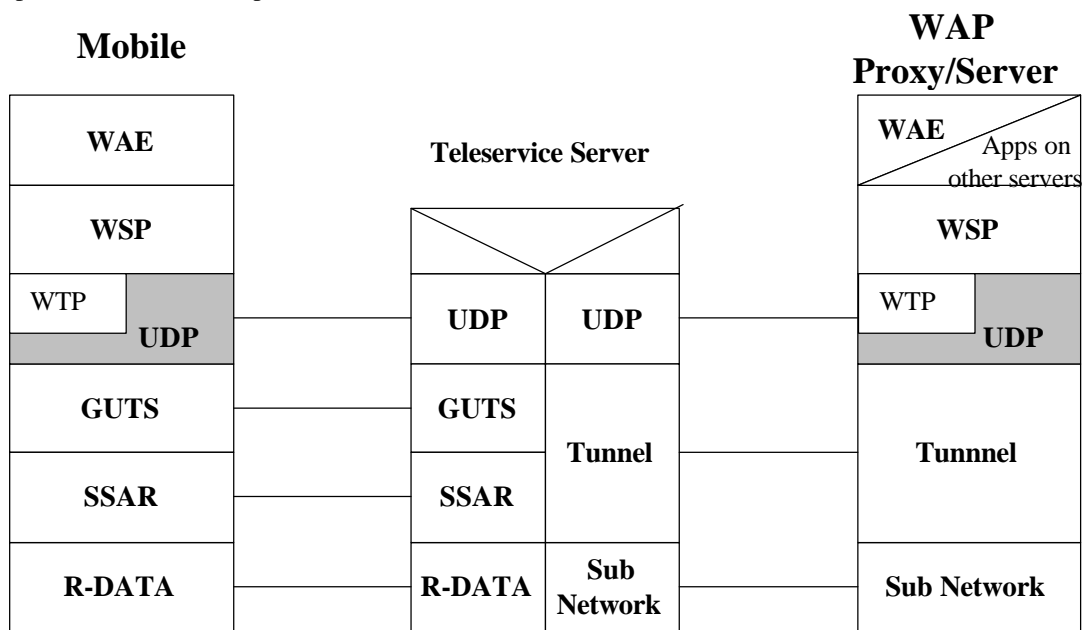 Mobile
WAP
Proxy/Server
Teleservice Server
WAE
WSP
WTP
UDP
GUTS
SSAR
R-DATA
UDP
UDP
GUTS
SSAR
R-DATA
Tunnel
Sub
Network
WAE
Apps on
other servers
WSP
WTP
UDP
Tunnnel
Sub Network